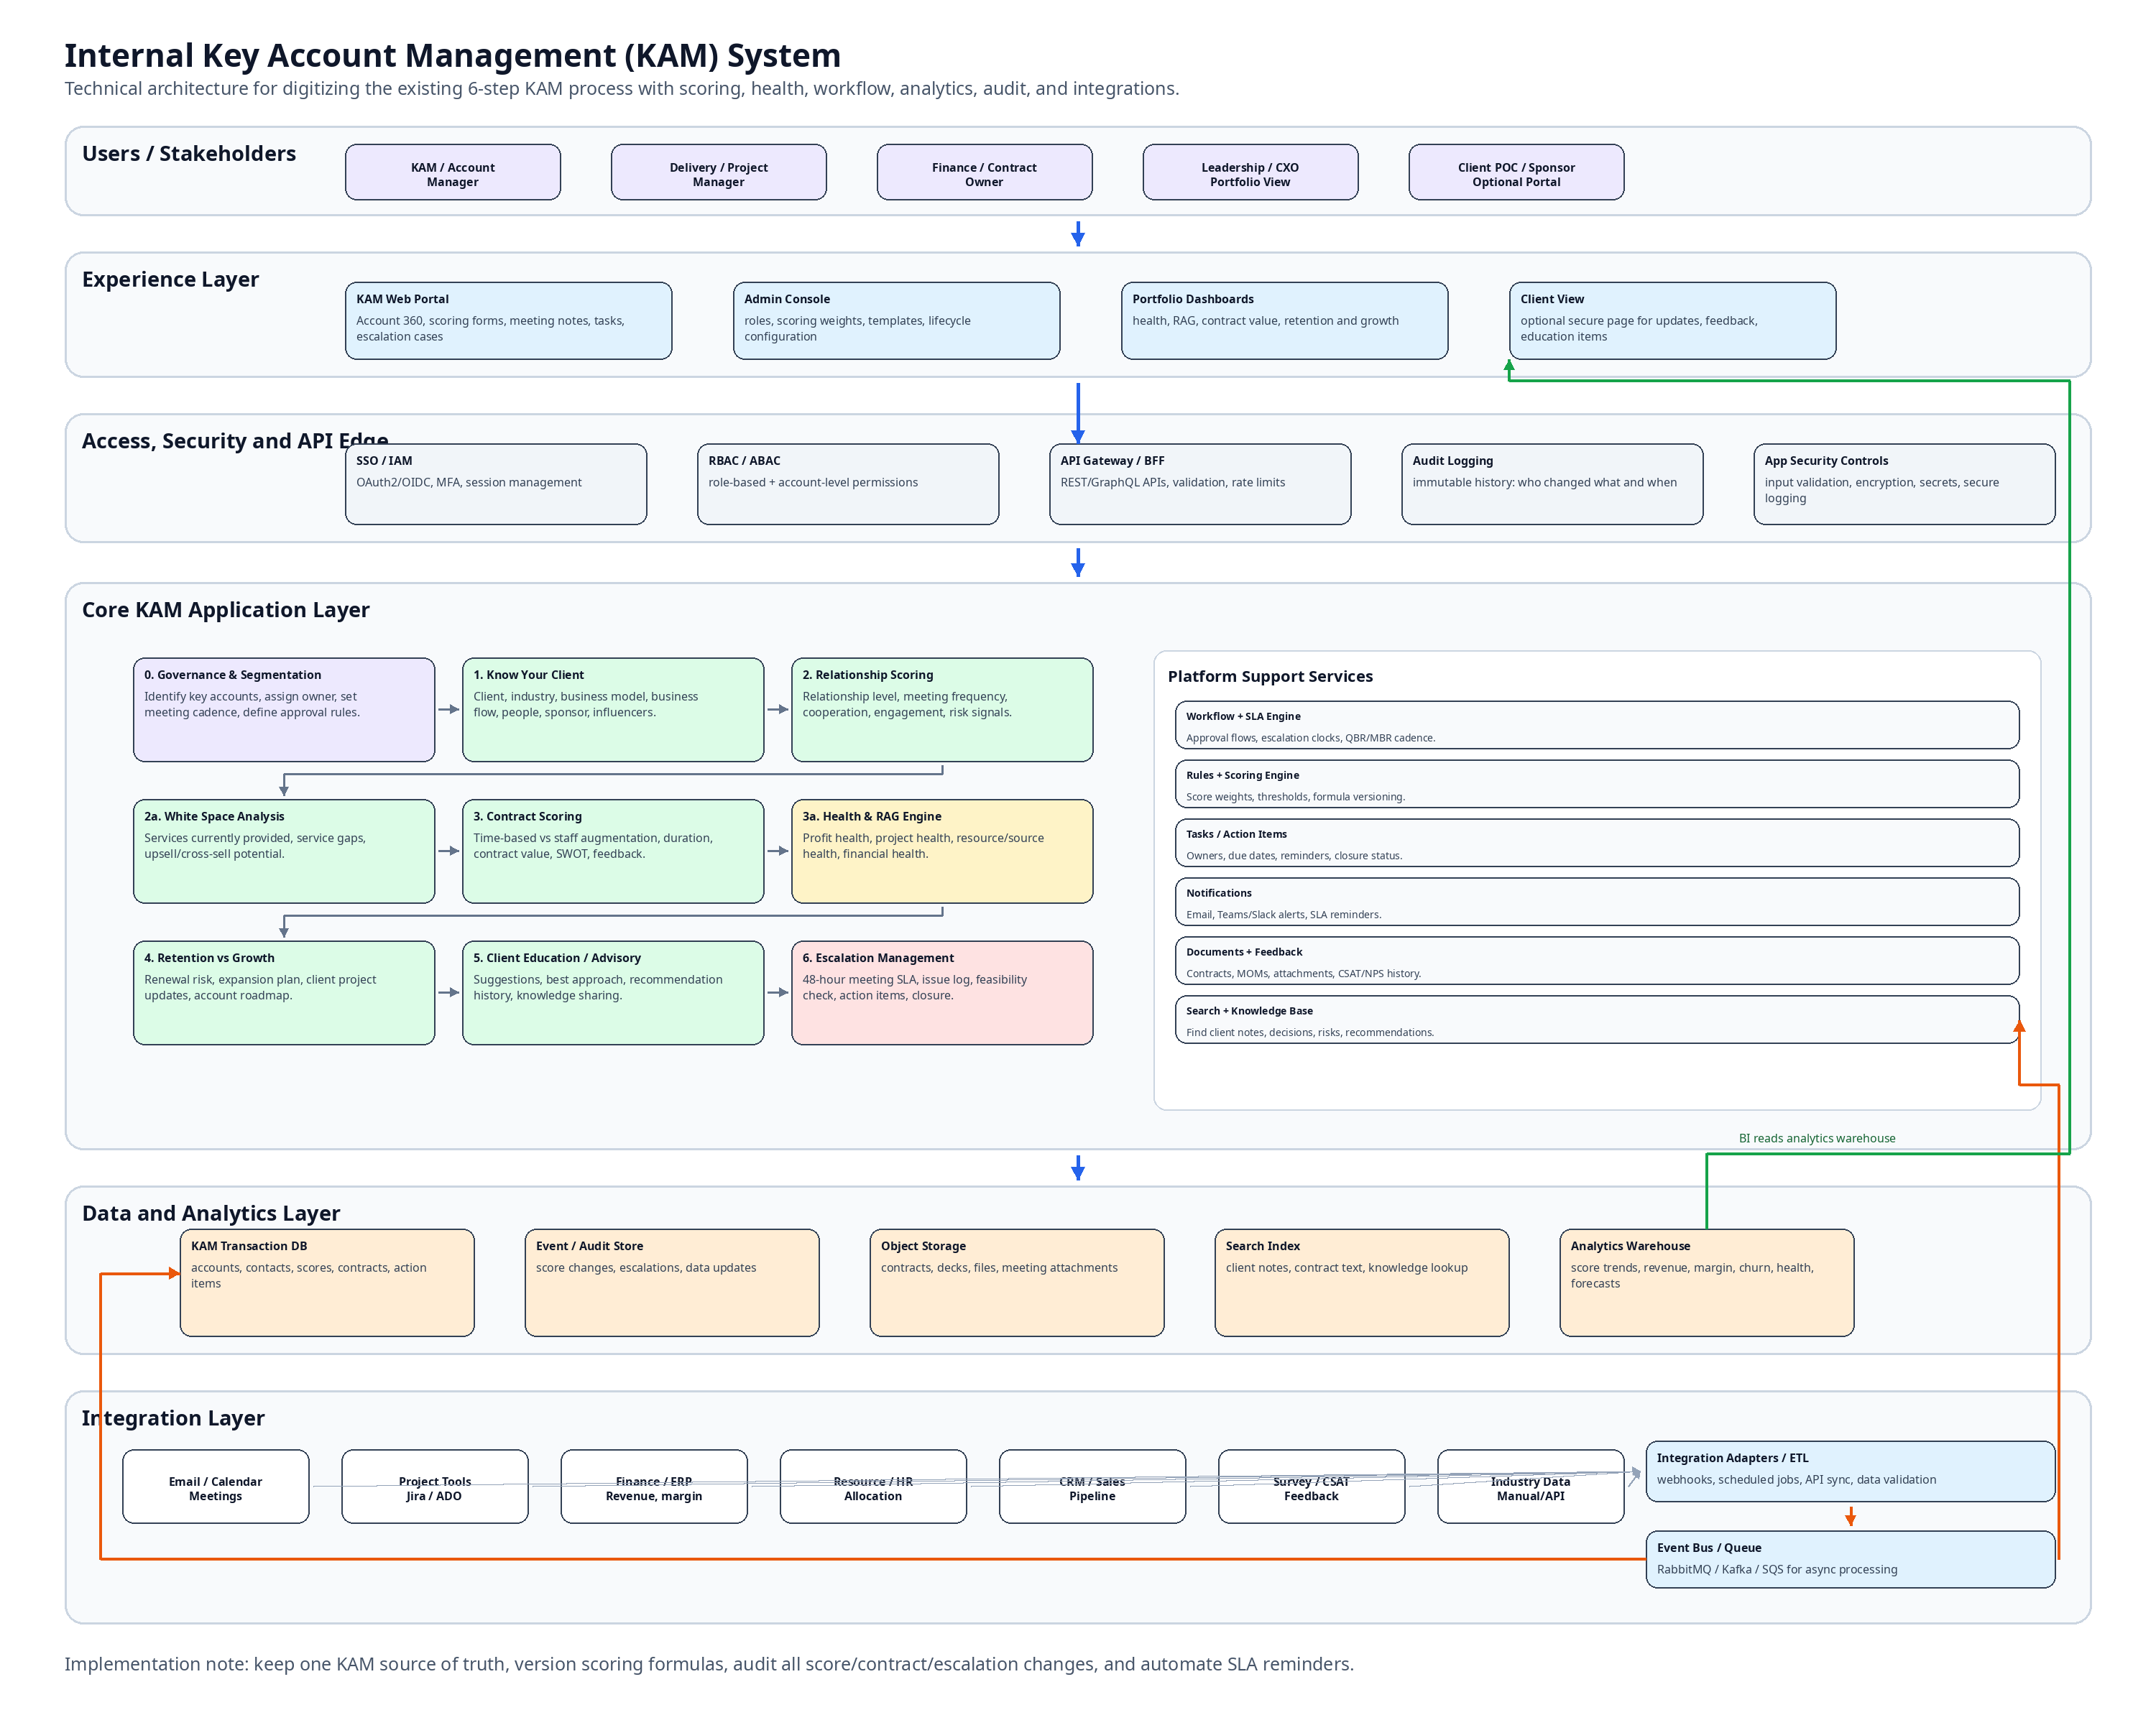 Internal Key Account Management (KAM) System
Technical architecture for digitizing the existing 6-step KAM process with scoring, health, workflow, analytics, audit, and integrations.
Users / Stakeholders
KAM / Account
Manager
Delivery / Project
Manager
Finance / Contract
Owner
Leadership / CXO
Portfolio View
Client POC / Sponsor
Optional Portal
Experience Layer
KAM Web Portal
Account 360, scoring forms, meeting notes, tasks,
escalation cases
Admin Console
roles, scoring weights, templates, lifecycle
configuration
Portfolio Dashboards
health, RAG, contract value, retention and growth
Client View
optional secure page for updates, feedback,
education items
Access, Security and API Edge
SSO / IAM
OAuth2/OIDC, MFA, session management
RBAC / ABAC
role-based + account-level permissions
API Gateway / BFF
REST/GraphQL APIs, validation, rate limits
Audit Logging
immutable history: who changed what and when
App Security Controls
input validation, encryption, secrets, secure
logging
Core KAM Application Layer
0. Governance & Segmentation
Identify key accounts, assign owner, set
meeting cadence, define approval rules.
1. Know Your Client
Client, industry, business model, business
flow, people, sponsor, influencers.
2. Relationship Scoring
Relationship level, meeting frequency,
cooperation, engagement, risk signals.
2a. White Space Analysis
Services currently provided, service gaps,
upsell/cross-sell potential.
3. Contract Scoring
Time-based vs staff augmentation, duration,
contract value, SWOT, feedback.
3a. Health & RAG Engine
Profit health, project health, resource/source
health, financial health.
4. Retention vs Growth
Renewal risk, expansion plan, client project
updates, account roadmap.
5. Client Education / Advisory
Suggestions, best approach, recommendation
history, knowledge sharing.
6. Escalation Management
48-hour meeting SLA, issue log, feasibility
check, action items, closure.
Platform Support Services
Workflow + SLA Engine
Approval flows, escalation clocks, QBR/MBR cadence.
Rules + Scoring Engine
Score weights, thresholds, formula versioning.
Tasks / Action Items
Owners, due dates, reminders, closure status.
Notifications
Email, Teams/Slack alerts, SLA reminders.
Documents + Feedback
Contracts, MOMs, attachments, CSAT/NPS history.
Search + Knowledge Base
Find client notes, decisions, risks, recommendations.
BI reads analytics warehouse
Data and Analytics Layer
KAM Transaction DB
accounts, contacts, scores, contracts, action
items
Event / Audit Store
score changes, escalations, data updates
Object Storage
contracts, decks, files, meeting attachments
Search Index
client notes, contract text, knowledge lookup
Analytics Warehouse
score trends, revenue, margin, churn, health,
forecasts
Integration Layer
Email / Calendar
Meetings
Project Tools
Jira / ADO
Finance / ERP
Revenue, margin
Resource / HR
Allocation
CRM / Sales
Pipeline
Survey / CSAT
Feedback
Industry Data
Manual/API
Integration Adapters / ETL
webhooks, scheduled jobs, API sync, data validation
Event Bus / Queue
RabbitMQ / Kafka / SQS for async processing
Implementation note: keep one KAM source of truth, version scoring formulas, audit all score/contract/escalation changes, and automate SLA reminders.